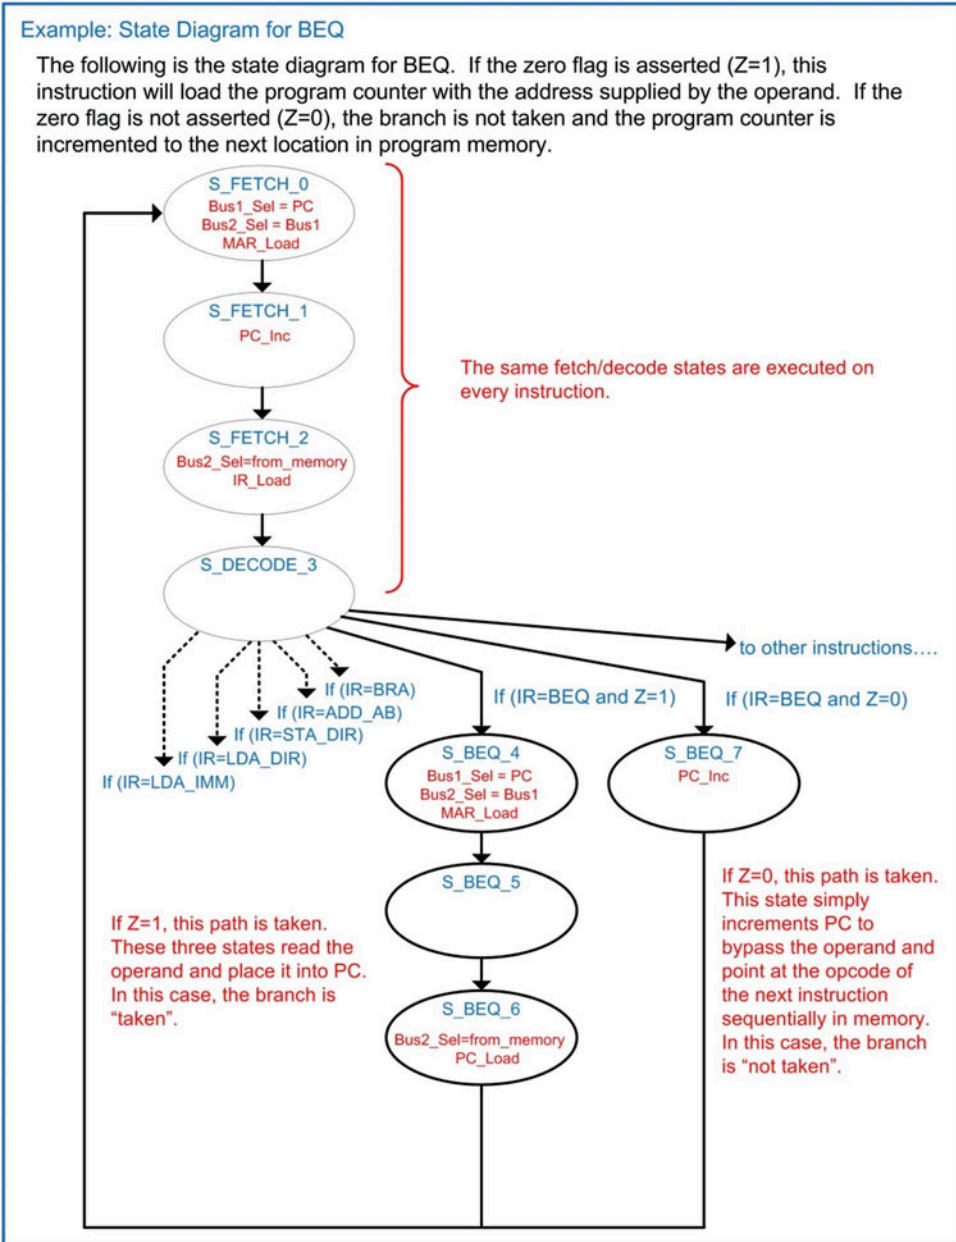 Example: State Diagram for BEQ
The following is the state diagram for BEQ. If the zero flag is asserted (Z=1), this
instruction will load the program counter with the address supplied by the operand. If the
zero flag is not asserted (Z=0), the branch is not taken and the program counter is
incremented to the next location in program memory.
S_FETCH_0
Bus1_Sel = PC
Bus2_Sel = Bus1
MAR_Load
S_FETCH_1
PC_Inc
The same fetch/decode states are executed on
every instruction.
S_FETCH_2
Bus2_Sel=from_memory
IR_Load
S_DECODE_3
to other instructions....
If (IR=BRA)
If (IR=ADD_AB)
If (IR=STA_DIR)
If (IR=LDA_DIR)
If (IR=LDA_IMM)
If (IR=BEQ and Z=1)
If (IR=BEQ and Z=0)
S_BEQ_4
Bus1_Sel = PC
Bus2_Sel = Bus1
MAR_Load
S_BEQ_7
PC_Inc
S_BEQ_5
If Z=1, this path is taken.
These three states read the
operand and place it into PC.
In this case, the branch is
“taken”.
If Z=0, this path is taken.
This state simply
increments PC to
bypass the operand and
point at the opcode of
the next instruction
sequentially in memory.
In this case, the branch
is “not taken”.
S_BEQ_6
Bus2_Sel=from_memory
PC_Load